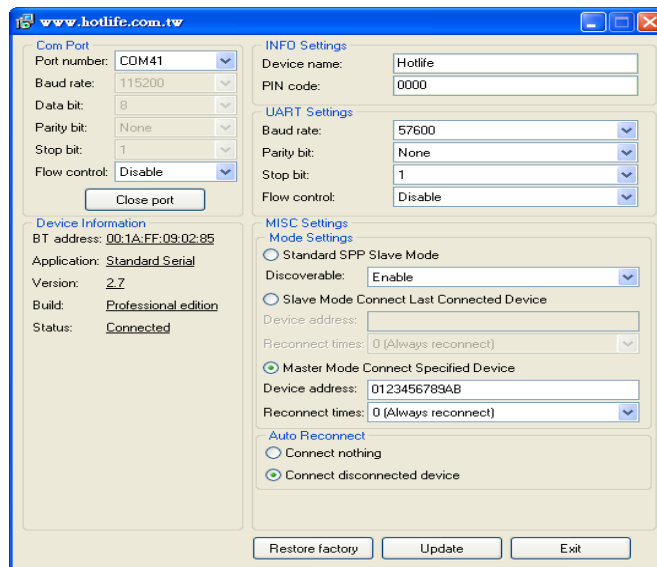 www.hotlife.com.tw
Com Port
Port number: COM41
Baud rate: 115200
Data bit: 8
Parity bit: None
Stop bit: 1
Flow control: Disable
Close port
Device Information
BT address: 00:1A:FF:09:02:85
Application: Standard Serial
Version: 2.7
Build: Professional edition
Status: Connected
INFO Settings
Device name: Hotlife
PIN code: 0000
UART Settings
Baud rate: 57600
Parity bit: None
Stop bit: 1
Flow control: Disable
MISC Settings
Mode Settings
Standard SPP Slave Mode
Discoverable: Enable
Slave Mode Connect Last Connected Device
Device address:
Reconnect times: 0 (Always reconnect)
Master Mode Connect Specified Device
Device address: 0123456789AB
Reconnect times: 0 (Always reconnect)
Auto Reconnect
Connect nothing
Connect disconnected device
Restore factory
Update
Exit